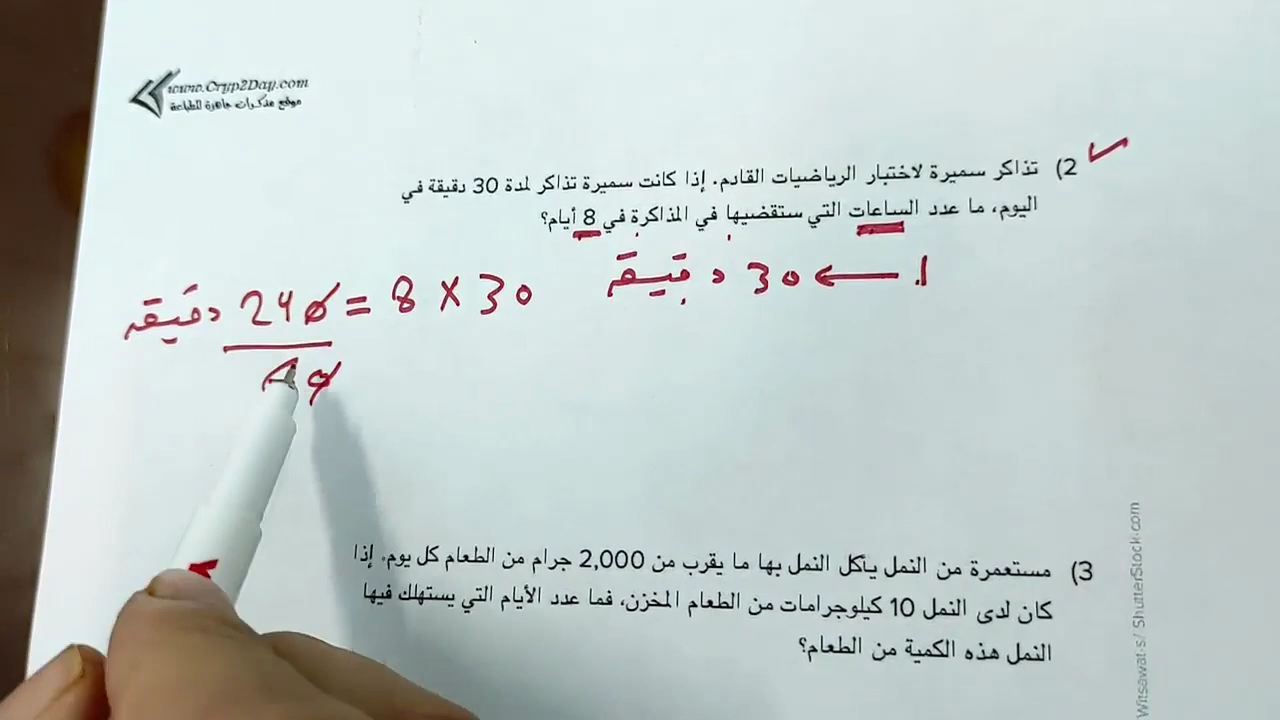 www.Cryp2Day.com
موقع مذكرات جاهزة للطباعة
2) تذاكر سميرة لاختبار الرياضيات القادم. إذا كانت سميرة تذاكر لمدة 30 دقيقة في
اليوم، ما عدد الساعات التي ستقضيها في المذاكرة في 8 أيام؟
1 ← 30 دقيقة
30 × 8 = 240 دقيقة
3) مستعمرة من النمل يأكل النمل بها ما يقرب من 2,000 جرام من الطعام كل يوم. إذا
كان لدى النمل 10 كيلوجرامات من الطعام المخزن، فما عدد الأيام التي يستهلك فيها
النمل هذه الكمية من الطعام؟
Witsawat.s/ ShutterStock.com